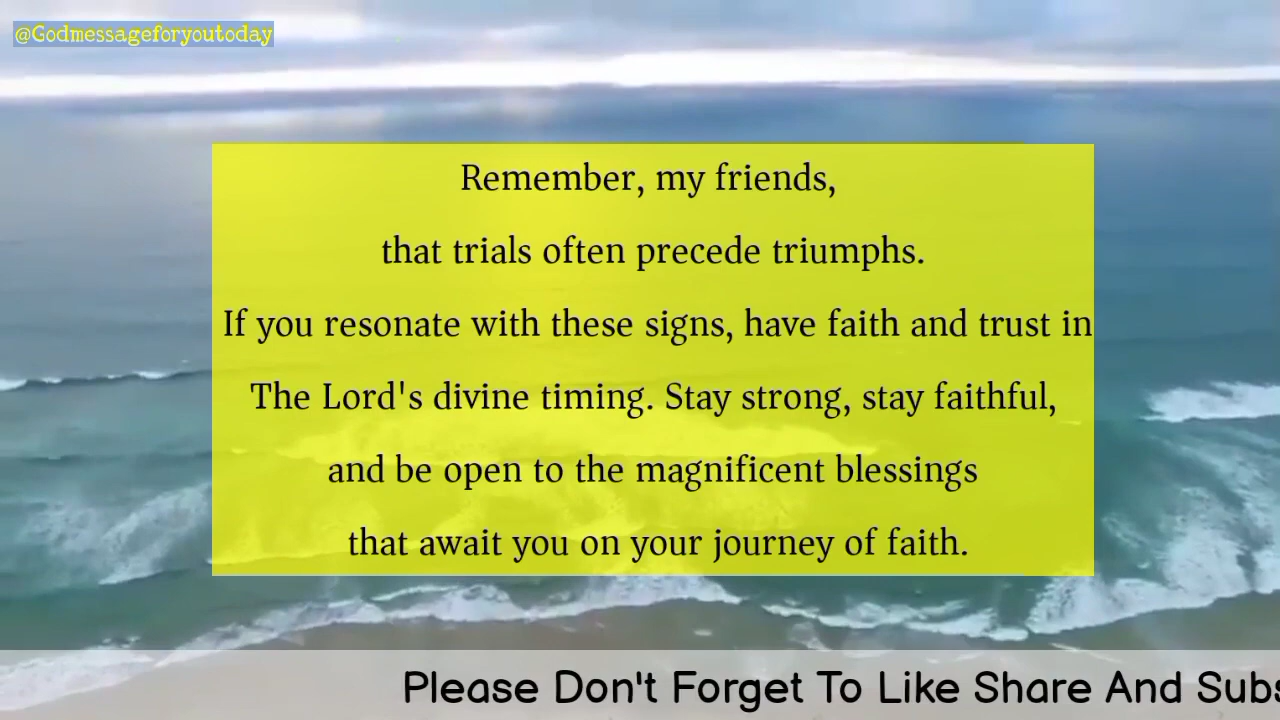 @Godmessageforyoutoday
Remember, my friends,
that trials often precede triumphs.
If you resonate with these signs, have faith and trust in
The Lord's divine timing. Stay strong, stay faithful,
and be open to the magnificent blessings
that await you on your journey of faith.
Please Don't Forget To Like Share And Subs